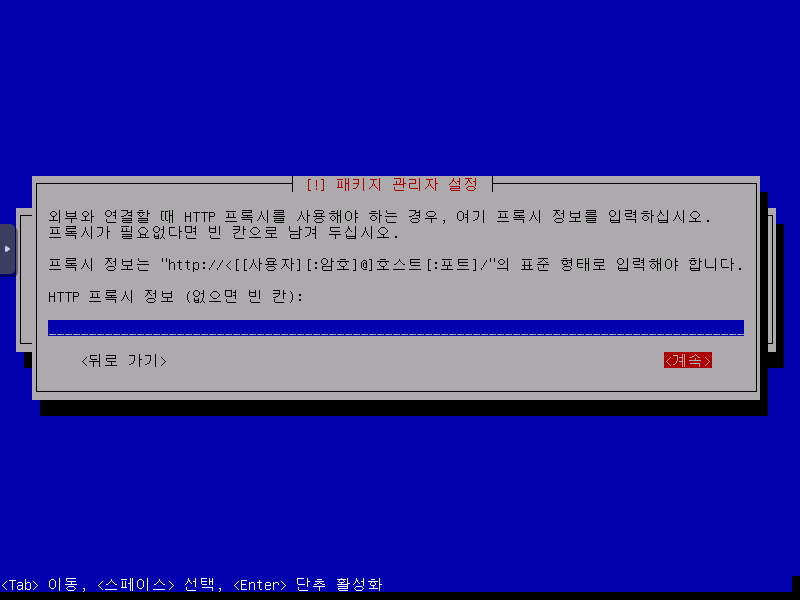 [!] 패키지 관리자 설정
외부와 연결할 때 HTTP 프록시를 사용해야 하는 경우, 여기 프록시 정보를 입력하십시오.
프록시가 필요없다면 빈 칸으로 남겨 두십시오.
프록시 정보는 "http://<[[사용자][:암호]@]호스트[:포트]/"의 표준 형태로 입력해야 합니다.
HTTP 프록시 정보 (없으면 빈 칸):
<뒤로 가기> <계속>
<Tab> 이동, <스페이스> 선택, <Enter> 단추 활성화